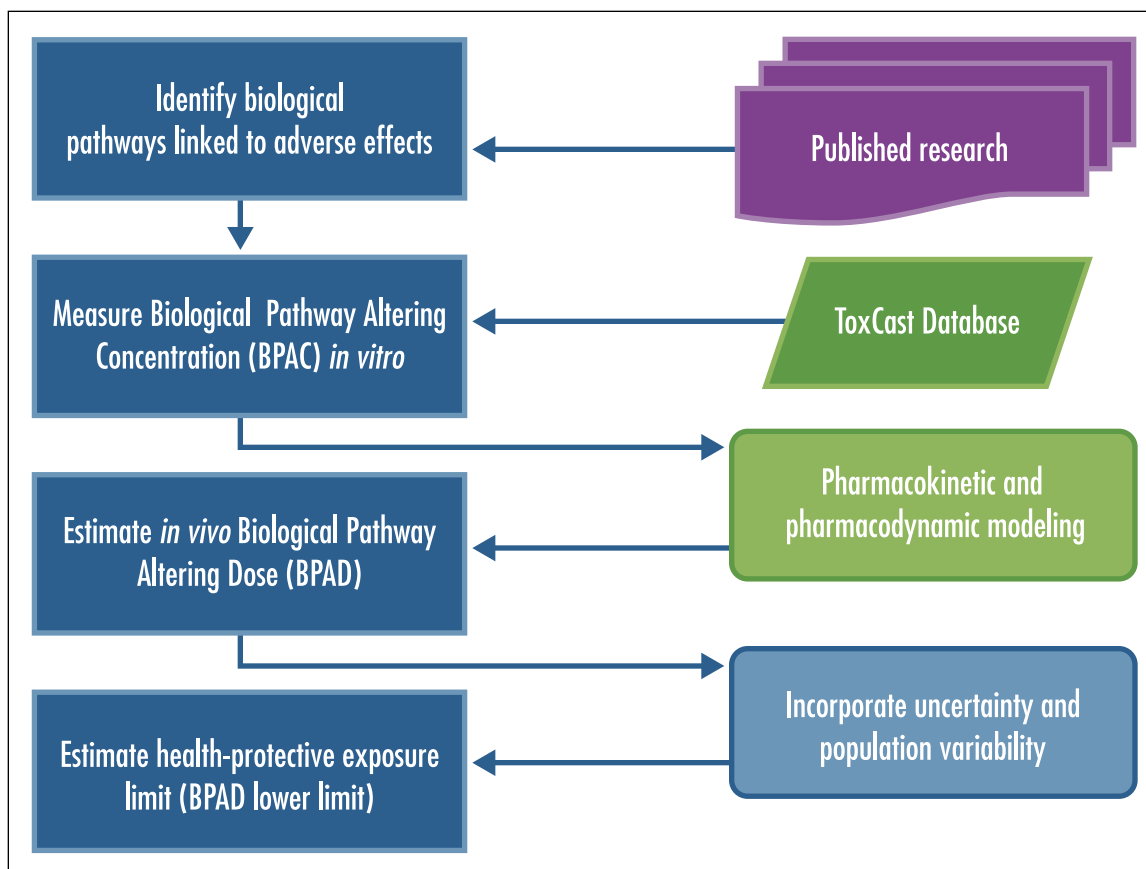 Identify biological
pathways linked to adverse effects
Published research
Measure Biological Pathway Altering
Concentration (BPAC) in vitro
ToxCast Database
Pharmacokinetic and
pharmacodynamic modeling
Estimate in vivo Biological Pathway
Altering Dose (BPAD)
Incorporate uncertainty and
population variability
Estimate health-protective exposure
limit (BPAD lower limit)